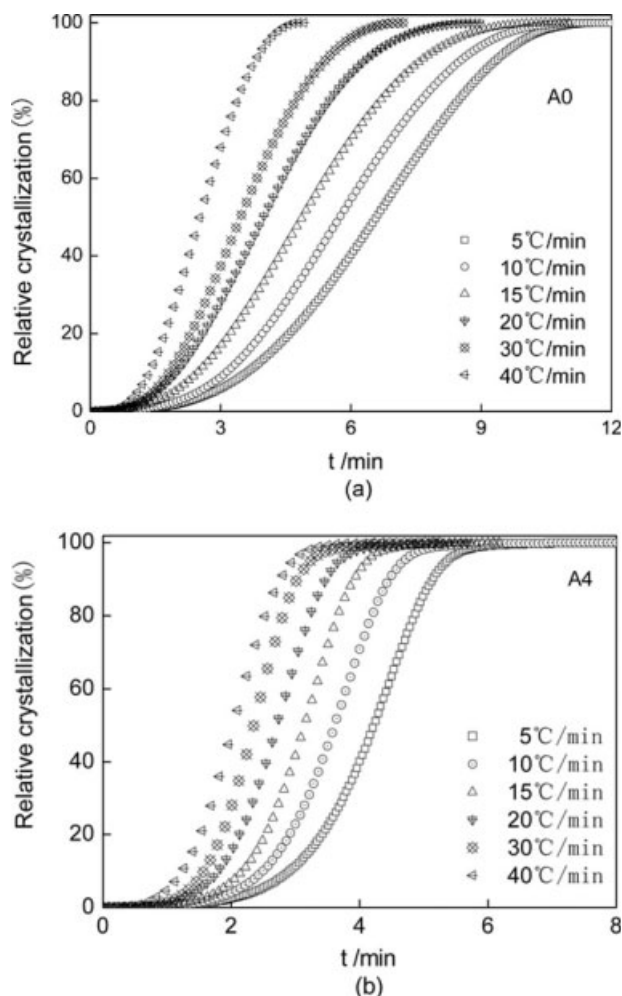 100
80
60
40
20
0
Relative crystallization(%)
A0
5℃/min
10℃/min
15℃/min
20℃/min
30℃/min
40℃/min
0 3 6 9 12
t /min
(a)
100
80
60
40
20
0
Relative crystallization(%)
A4
5℃/min
10℃/min
15℃/min
20℃/min
30℃/min
40℃/min
0 2 4 6 8
t /min
(b)